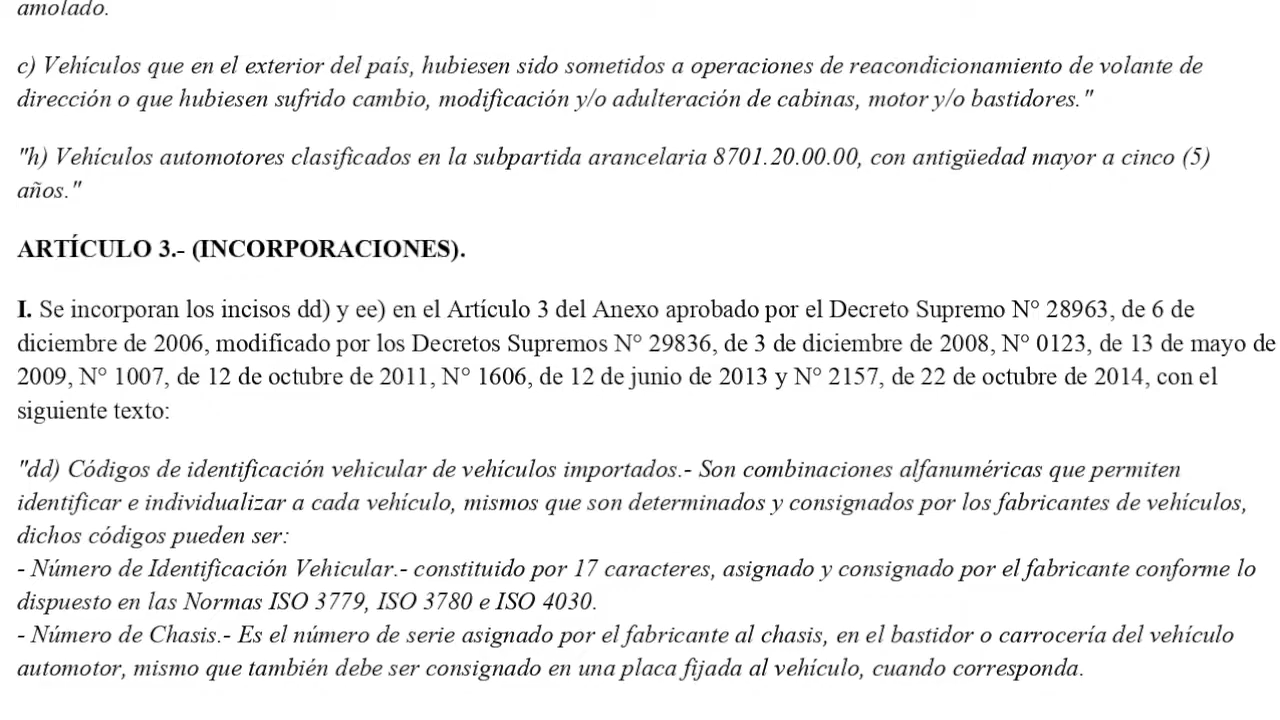 amolado.
c) Vehículos que en el exterior del país, hubiesen sido sometidos a operaciones de reacondicionamiento de volante de
dirección o que hubiesen sufrido cambio, modificación y/o adulteración de cabinas, motor y/o bastidores."
"h) Vehículos automotores clasificados en la subpartida arancelaria 8701.20.00.00, con antigüedad mayor a cinco (5)
años."
ARTÍCULO 3.- (INCORPORACIONES).
I. Se incorporan los incisos dd) y ee) en el Artículo 3 del Anexo aprobado por el Decreto Supremo N° 28963, de 6 de
diciembre de 2006, modificado por los Decretos Supremos N° 29836, de 3 de diciembre de 2008, N° 0123, de 13 de mayo de
2009, N° 1007, de 12 de octubre de 2011, N° 1606, de 12 de junio de 2013 y N° 2157, de 22 de octubre de 2014, con el
siguiente texto:
"dd) Códigos de identificación vehicular de vehículos importados.- Son combinaciones alfanuméricas que permiten
identificar e individualizar a cada vehículo, mismos que son determinados y consignados por los fabricantes de vehículos,
dichos códigos pueden ser:
- Número de Identificación Vehicular.- constituido por 17 caracteres, asignado y consignado por el fabricante conforme lo
dispuesto en las Normas ISO 3779, ISO 3780 e ISO 4030.
- Número de Chasis.- Es el número de serie asignado por el fabricante al chasis, en el bastidor o carrocería del vehículo
automotor, mismo que también debe ser consignado en una placa fijada al vehículo, cuando corresponda.